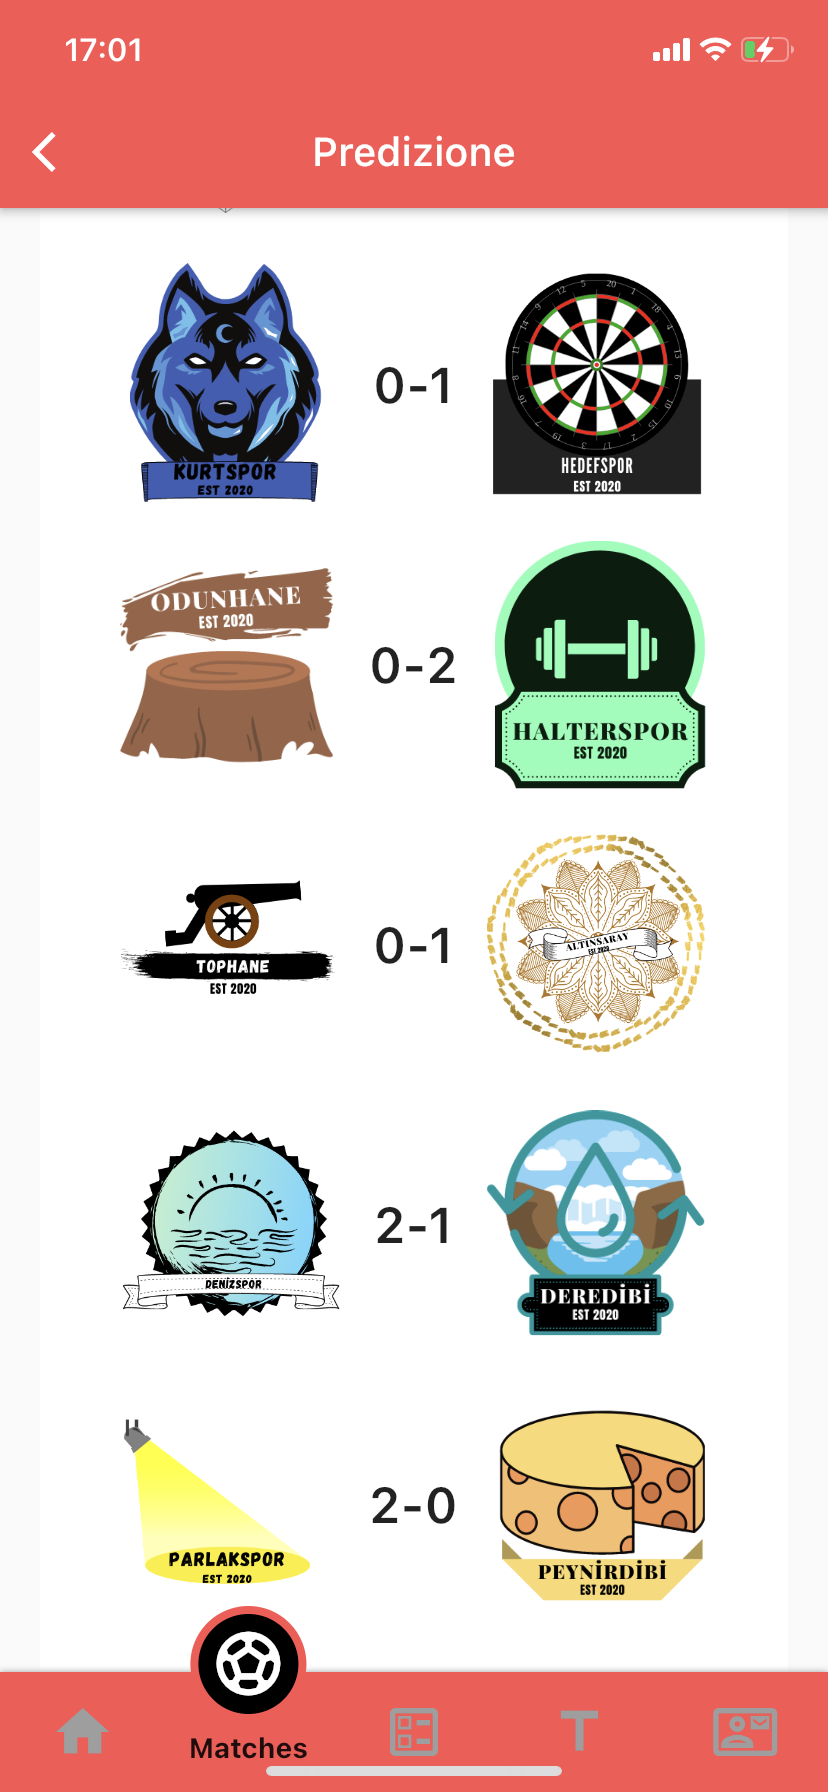 17:01
Predizione
KURTSPOR
EST 2020
0-1
HEDEFSPOR
EST 2020
ODUNHANE
EST 2020
0-2
HALTERSPOR
EST 2020
TOPHANE
EST 2020
0-1
ALTINSARAY
EST 2020
DENİZSPOR
2-1
DEREDİBİ
EST 2020
PARLAKSPOR
EST 2020
2-0
PEYNİRDİBİ
EST 2020
Matches